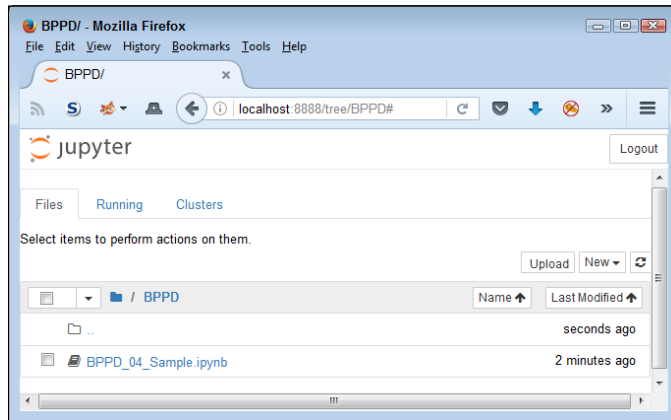 BPPD/ - Mozilla Firefox
File Edit View History Bookmarks Tools Help
BPPD/ ×
S) i localhost:8888/tree/BPPD# »
jupyter Logout
Files Running Clusters
Select items to perform actions on them.
Upload New
/ BPPD Name Last Modified
.. seconds ago
BPPD_04_Sample.ipynb 2 minutes ago